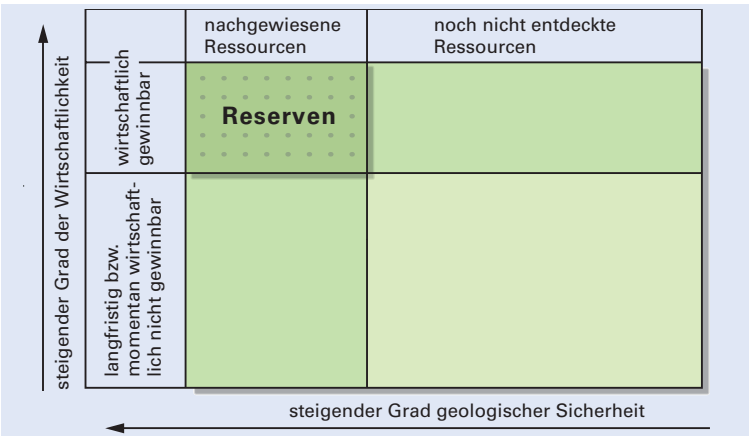 nachgewiesene
Ressourcen
noch nicht entdeckte
Ressourcen
steigender Grad der Wirtschaftlichkeit
wirtschaftlich
gewinnbar
Reserven
langfristig bzw.
momentan wirtschaft-
lich nicht gewinnbar
steigender Grad geologischer Sicherheit